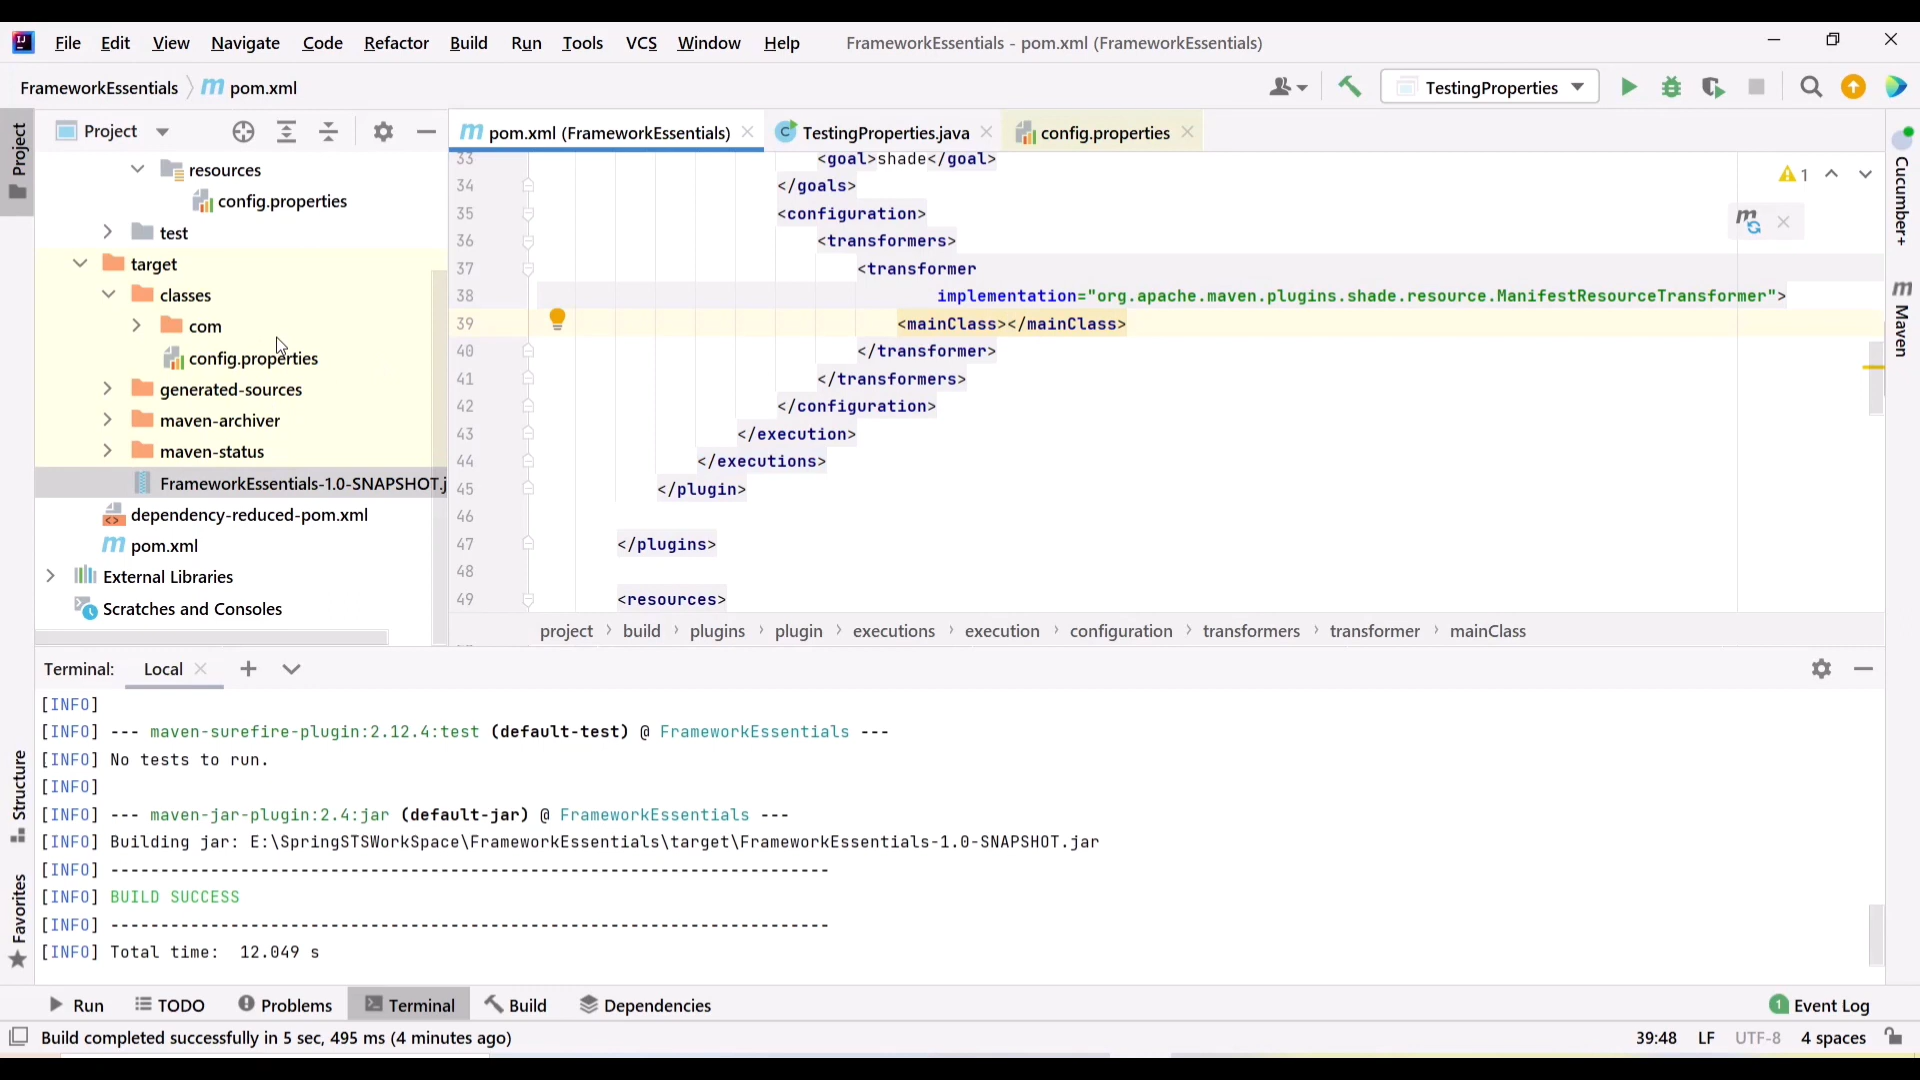 File Edit View Navigate Code Refactor Build Run Tools VCS Window Help FrameworkEssentials - pom.xml (FrameworkEssentials)
FrameworkEssentials m pom.xml TestingProperties
Project
Project
m pom.xml (FrameworkEssentials) TestingProperties.java config.properties
resources
config.properties
test
target
classes
com
config.properties
generated-sources
maven-archiver
maven-status
FrameworkEssentials-1.0-SNAPSHOT.j
dependency-reduced-pom.xml
m pom.xml
External Libraries
Scratches and Consoles
33 <goal>shade</goal>
34 </goals>
35 <configuration>
36 <transformers>
37 <transformer
38 implementation="org.apache.maven.plugins.shade.resource.ManifestResourceTransformer">
39 <mainClass></mainClass>
40 </transformer>
41 </transformers>
42 </configuration>
43 </execution>
44 </executions>
45 </plugin>
46
47 </plugins>
48
49 <resources>
1
Cucumber+
m Maven
project build plugins plugin executions execution configuration transformers transformer mainClass
Terminal: Local
[INFO]
[INFO] --- maven-surefire-plugin:2.12.4:test (default-test) @ FrameworkEssentials ---
[INFO] No tests to run.
[INFO]
[INFO] --- maven-jar-plugin:2.4:jar (default-jar) @ FrameworkEssentials ---
[INFO] Building jar: E:\SpringSTSWorkSpace\FrameworkEssentials\target\FrameworkEssentials-1.0-SNAPSHOT.jar
[INFO] ------------------------------------------------------------------------
[INFO] BUILD SUCCESS
[INFO] ------------------------------------------------------------------------
[INFO] Total time:  12.049 s
Structure
Favorites
Run TODO Problems Terminal Build Dependencies 1 Event Log
Build completed successfully in 5 sec, 495 ms (4 minutes ago) 39:48 LF UTF-8 4 spaces